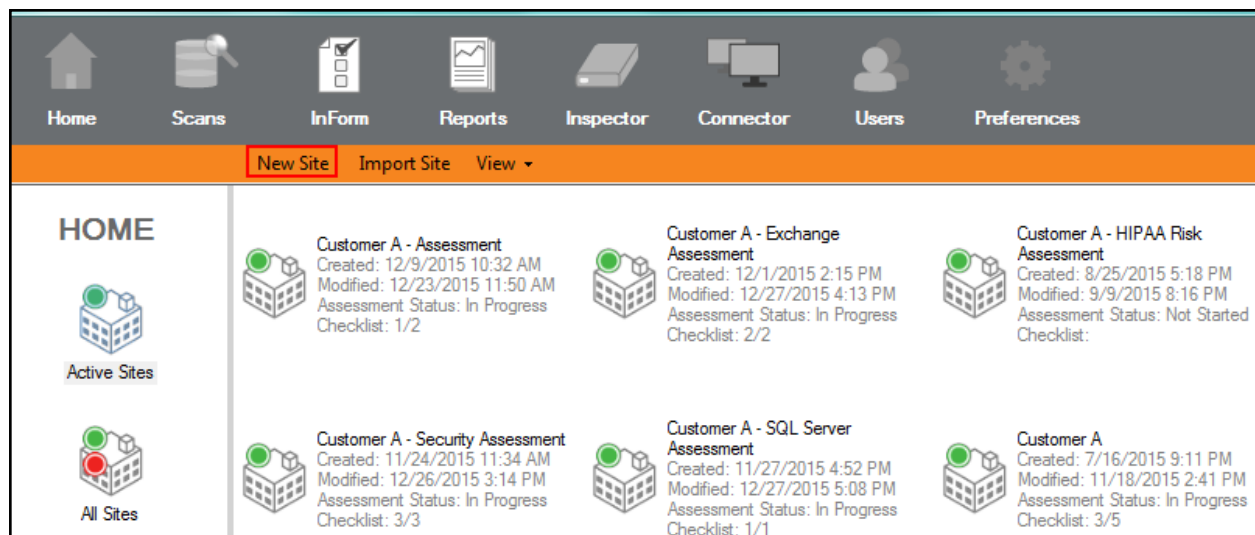 Home Scans InForm Reports Inspector Connector Users Preferences
New Site Import Site View
HOME
Active Sites
All Sites
Customer A - Assessment
Created: 12/9/2015 10:32 AM
Modified: 12/23/2015 11:50 AM
Assessment Status: In Progress
Checklist: 1/2
Customer A - Exchange
Assessment
Created: 12/1/2015 2:15 PM
Modified: 12/27/2015 4:13 PM
Assessment Status: In Progress
Checklist: 2/2
Customer A - HIPAA Risk
Assessment
Created: 8/25/2015 5:18 PM
Modified: 9/9/2015 8:16 PM
Assessment Status: Not Started
Checklist:
Customer A - Security Assessment
Created: 11/24/2015 11:34 AM
Modified: 12/26/2015 3:14 PM
Assessment Status: In Progress
Checklist: 3/3
Customer A - SQL Server
Assessment
Created: 11/27/2015 4:52 PM
Modified: 12/27/2015 5:08 PM
Assessment Status: In Progress
Checklist: 1/1
Customer A
Created: 7/16/2015 9:11 PM
Modified: 11/18/2015 2:41 PM
Assessment Status: In Progress
Checklist: 3/5